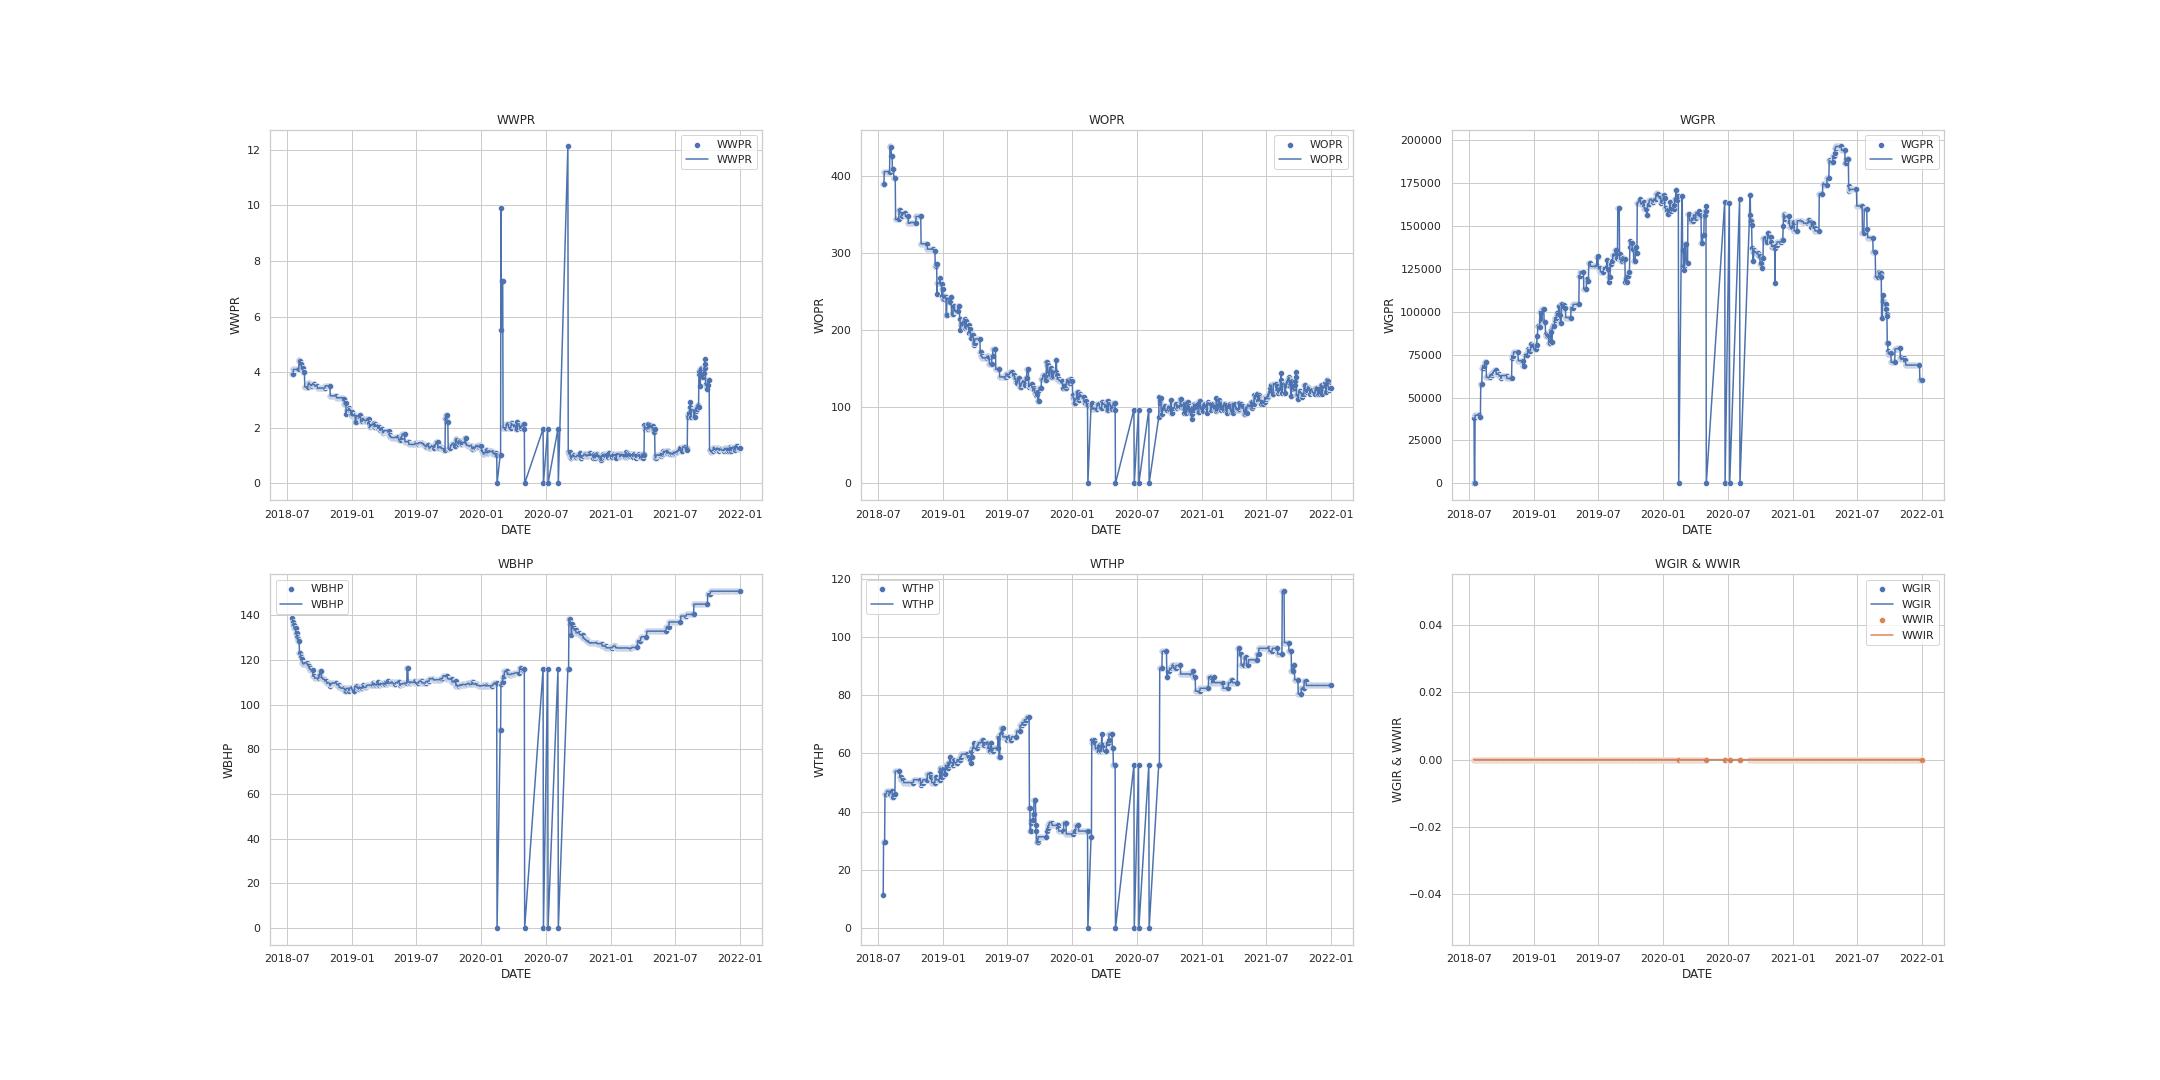 WWPR
WWPR
WWPR
12
10
8
6
4
2
0
WWPR
2018-07 2019-01 2019-07 2020-01 2020-07 2021-01 2021-07 2022-01
DATE
WOPR
WOPR
WOPR
400
300
200
100
0
WOPR
2018-07 2019-01 2019-07 2020-01 2020-07 2021-01 2021-07 2022-01
DATE
WGPR
WGPR
WGPR
200000
175000
150000
125000
100000
75000
50000
25000
0
WGPR
2018-07 2019-01 2019-07 2020-01 2020-07 2021-01 2021-07 2022-01
DATE
WBHP
WBHP
WBHP
140
120
100
80
60
40
20
0
WBHP
2018-07 2019-01 2019-07 2020-01 2020-07 2021-01 2021-07 2022-01
DATE
WTHP
WTHP
WTHP
120
100
80
60
40
20
0
WTHP
2018-07 2019-01 2019-07 2020-01 2020-07 2021-01 2021-07 2022-01
DATE
WGIR & WWIR
WGIR
WGIR
WWIR
WWIR
0.04
0.02
0.00
−0.02
−0.04
WGIR & WWIR
2018-07 2019-01 2019-07 2020-01 2020-07 2021-01 2021-07 2022-01
DATE